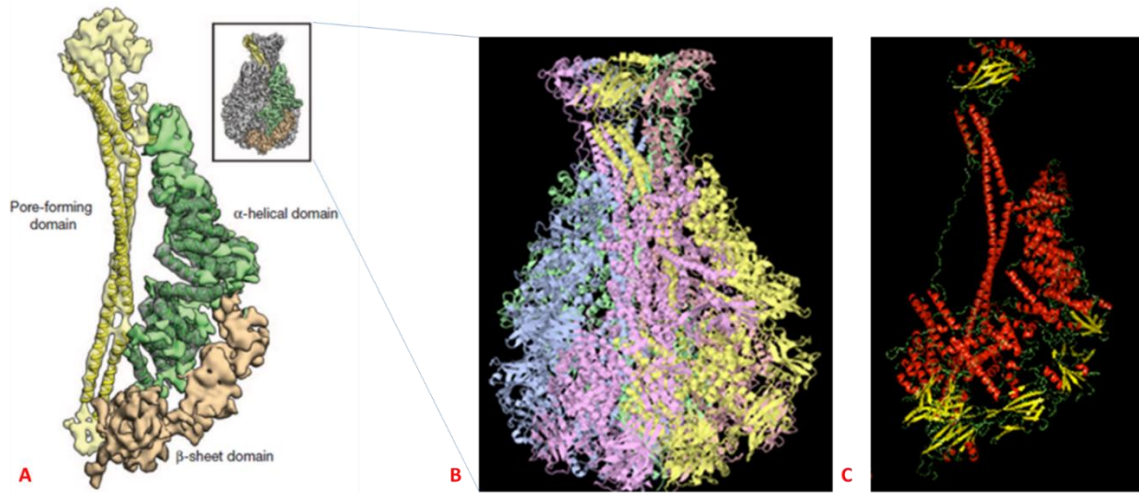 Pore-forming
domain
α-helical domain
β-sheet domain
A
B
C